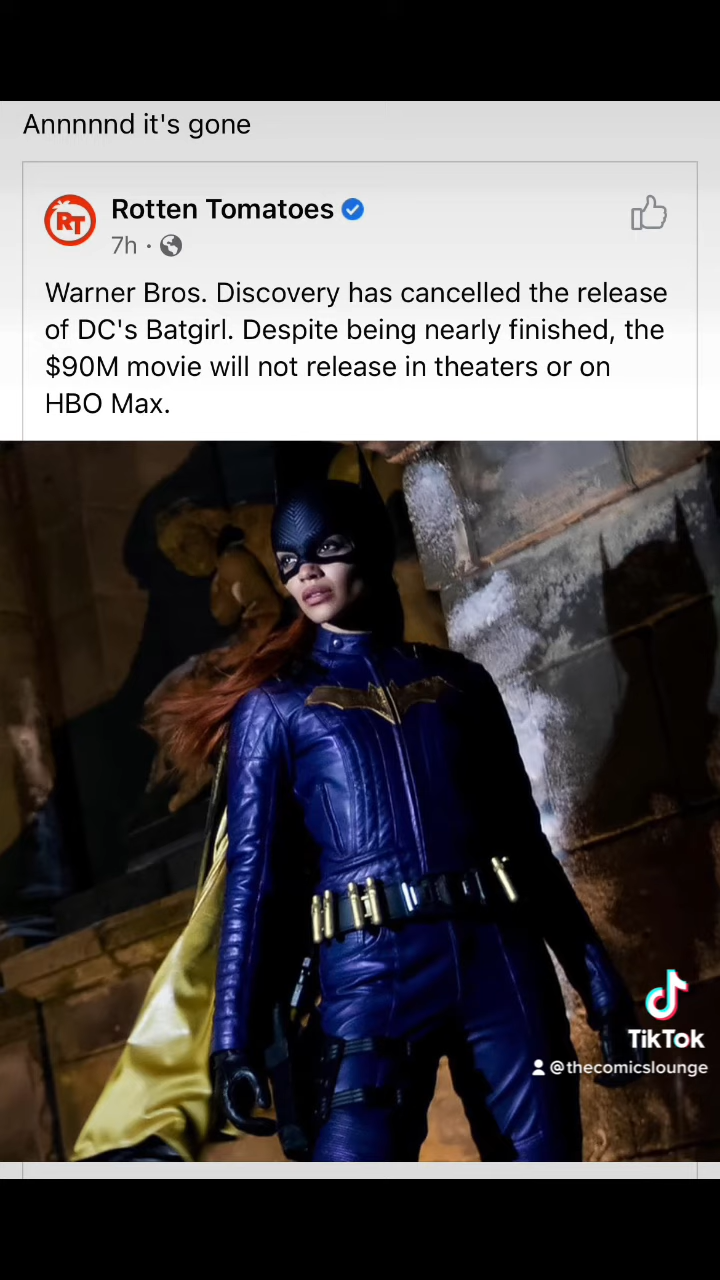 Annnnnd it's gone
RT
Rotten Tomatoes
7h ·
Warner Bros. Discovery has cancelled the release
of DC's Batgirl. Despite being nearly finished, the
$90M movie will not release in theaters or on
HBO Max.
TikTok
@thecomicslounge